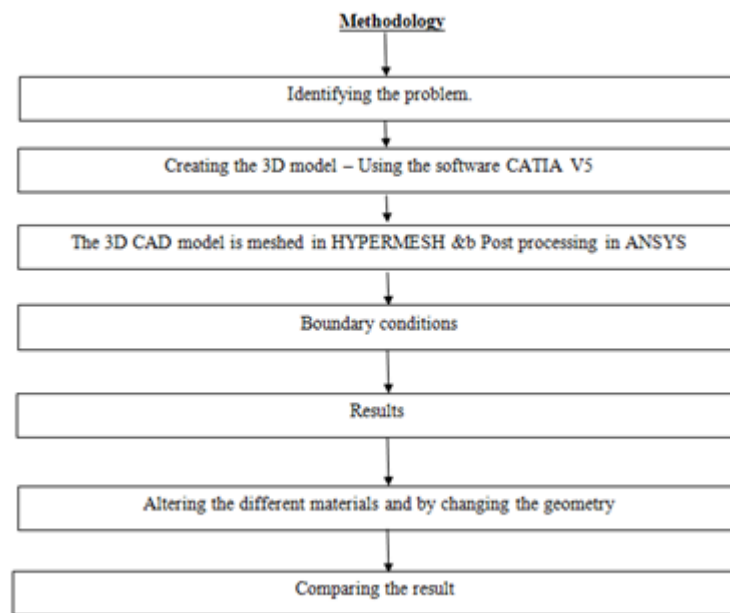 Methodology
Identifying the problem.
Creating the 3D model – Using the software CATIA V5
The 3D CAD model is meshed in HYPERMESH &b Post processing in ANSYS
Boundary conditions
Results
Altering the different materials and by changing the geometry
Comparing the result